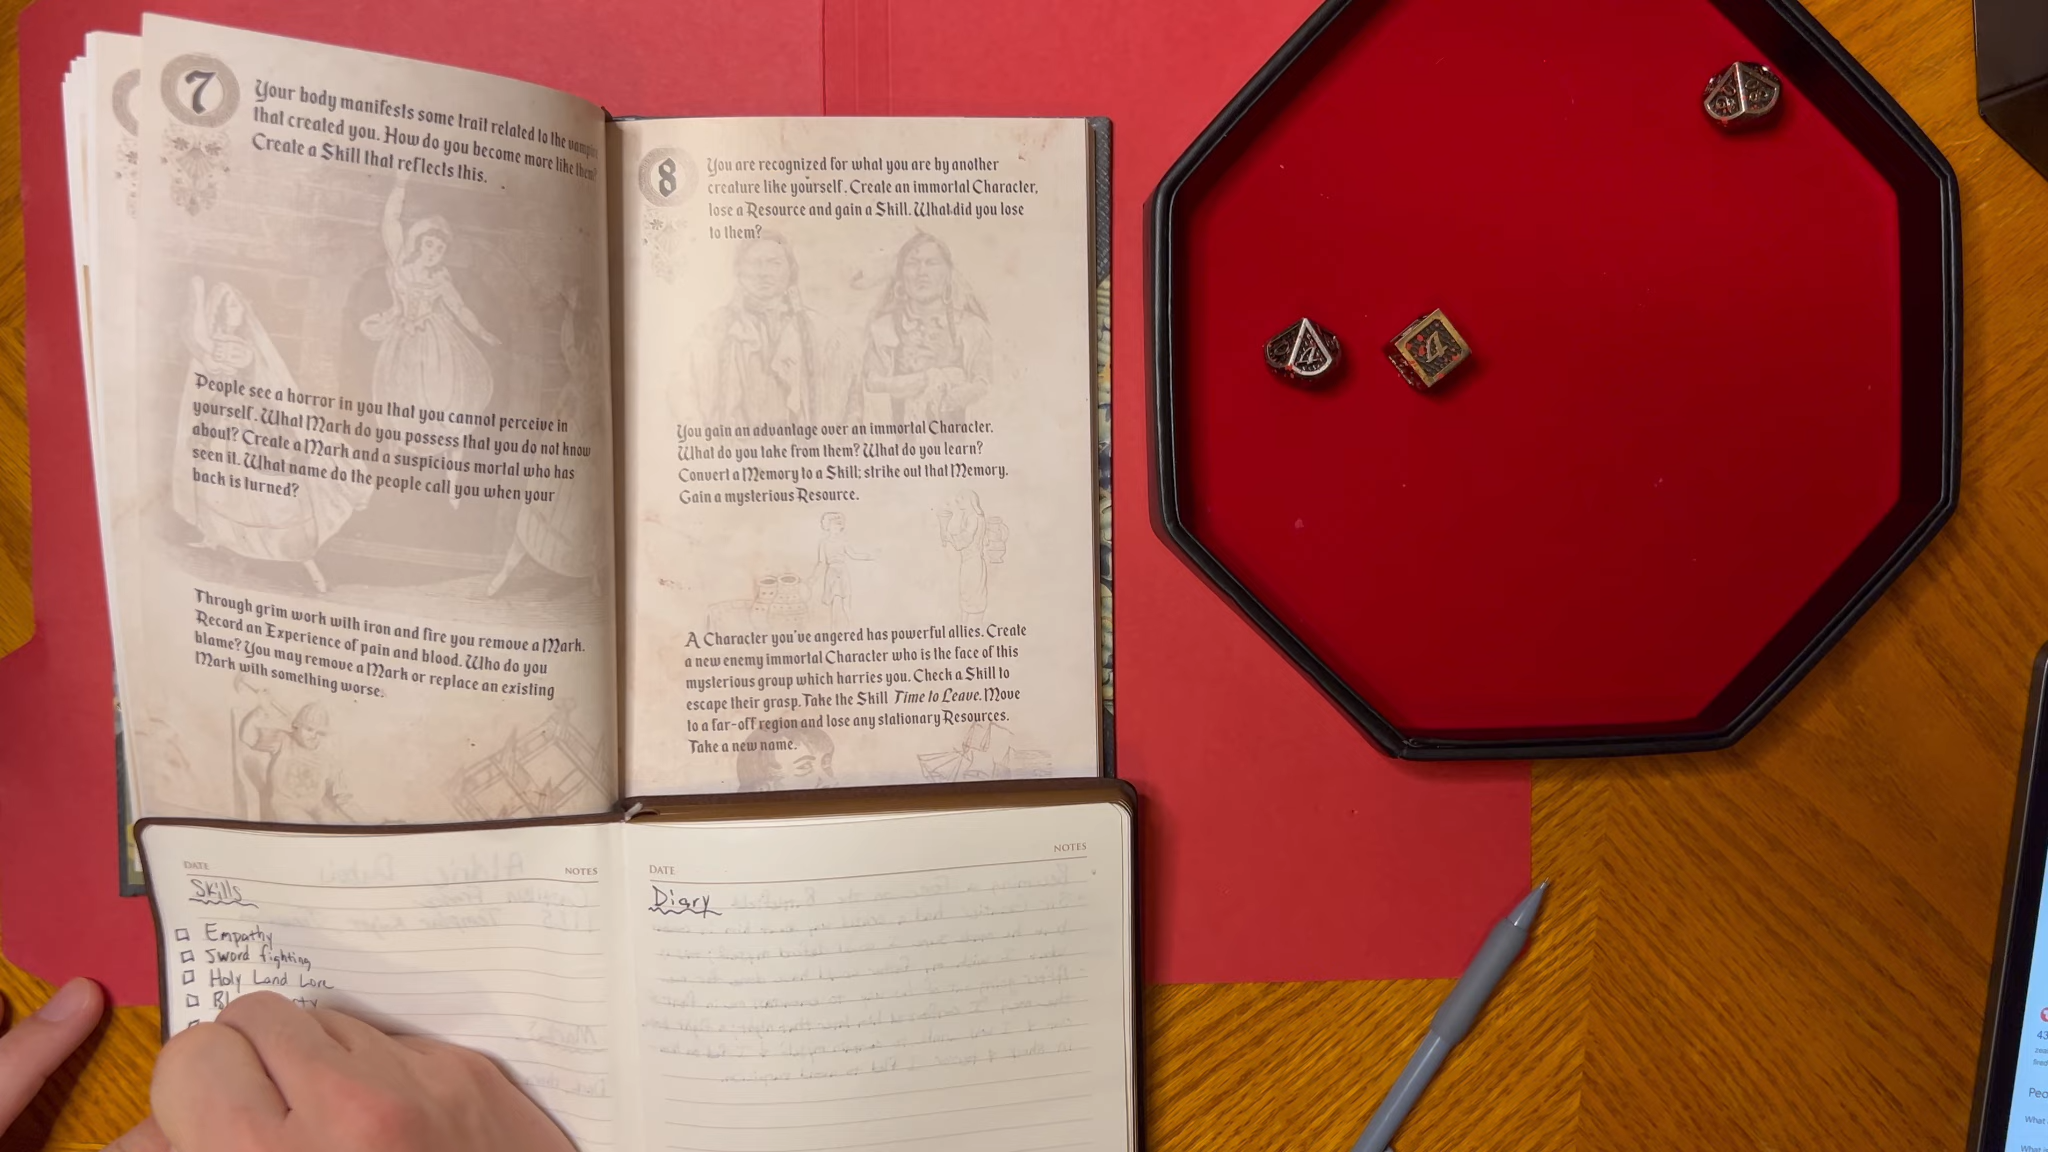 7
Your body manifests some trait related to the vampire
that created you. How do you become more like them?
Create a Skill that reflects this.
People see a horror in you that you cannot perceive in
yourself. What Mark do you possess that you do not know
about? Create a Mark and a suspicious mortal who has
seen it. What name do the people call you when your
back is turned?
Through grim work with iron and fire you remove a Mark.
Record an Experience of pain and blood. Who do you
blame? You may remove a Mark or replace an existing
Mark with something worse.
8
You are recognized for what you are by another
creature like yourself. Create an immortal Character,
lose a Resource and gain a Skill. What did you lose
to them?
You gain an advantage over an immortal Character.
What do you take from them? What do you learn?
Convert a Memory to a Skill; strike out that Memory.
Gain a mysterious Resource.
A Character you've angered has powerful allies. Create
a new enemy immortal Character who is the face of this
mysterious group which harries you. Check a Skill to
escape their grasp. Take the Skill Time to Leave. Move
to a far-off region and lose any stationary Resources.
Take a new name.
DATE NOTES
Skills
Empathy
Sword fighting
Holy Land Lore
DATE NOTES
Diary
4
4
43
Peo
What